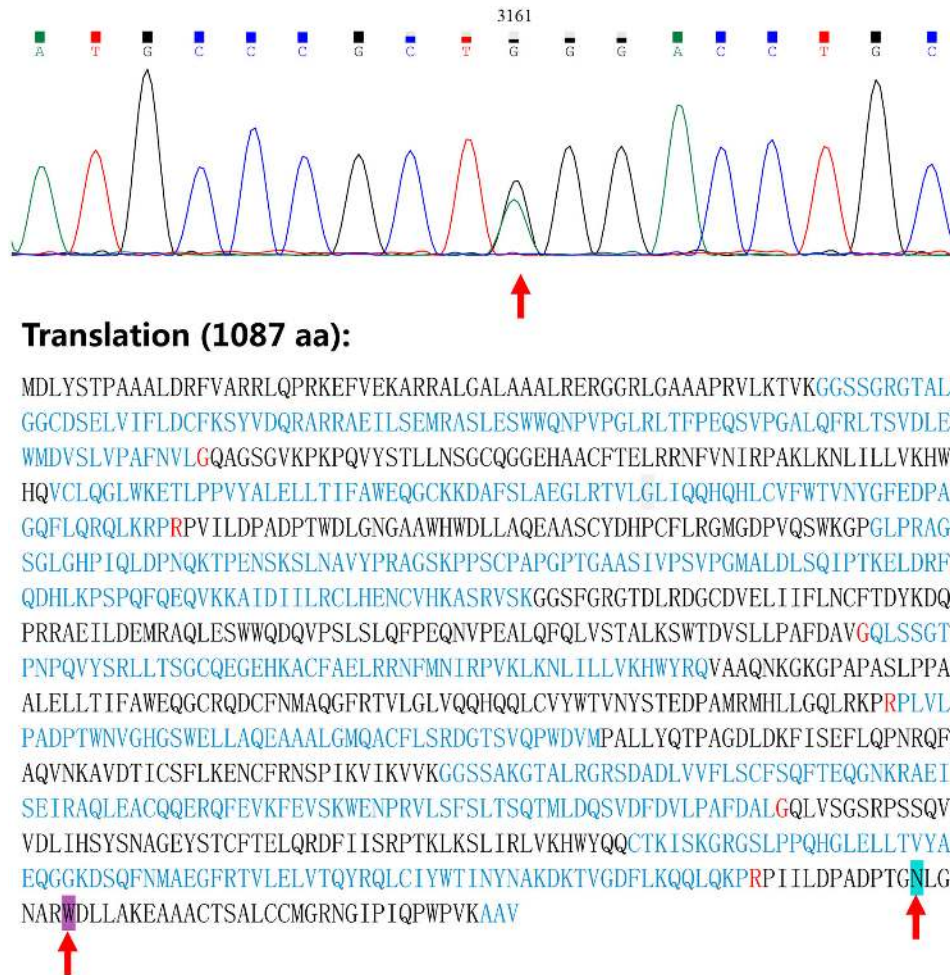 3161
A T G C C C G C T G G G A C C T G C
Translation (1087 aa):
MDLYSTPAAALDRFVARRLQPRKEFVEKARRALGALAAALRERGGRLGAAAPRVLKTVKGGSSGRGTAL
GGCDSELVIFLDCFKSYVDQRARRAEILSEMRASLESWWQNPVPGLRLTFPEQSVPGALQFRLTSVDLE
WMDVSLVPAFNVLGQAGSGVKPKPQVYSTLLNSGCQGGEHAACFTELRRNFVNIRPAKLKNLILLVKHW
HQVCLQGLWKETLPPVYALELLTIFAWEQGCKKDAFSLAEGLRTVLGLIQQHQHLCVFWTVNYGFEDPA
GQFLQRQLKRPRPVILDPADPTWDLGNGAAWHWDLLAQEAASCYDHPCFLRGMGDPVQSWKGPGLPRAG
SGLGHPIQLDPNQKTPENSKSLNAVYPRAGSKPPSCPAPGPTGAASIVPSVPGMALDLSQIPTKELDRF
QDHLKPSPQFQEQVKKAIDIILRCLHENCVHKASRVSKGGSFGRGTDLRDGCDVELIIFLNCFTDYKDQ
PRRAEILDEMRAQLESWWQDQVPSLSLQFPEQNVPEALQFQLVSTALKSWTDVSLLPAFDAVGQLSSGT
PNPQVYSRLLTSGCQEGEHKACFAELRRNFMNIRPVKLKNLILLVKHWYRQVAAQNKGKGPAPASLPPA
ALELLTIFAWEQGCRQDCFNMAQGFRTVLGLVQQHQQLCVYWTVNYSTEDPAMRMHLLGQLRKPRPLVL
PADPTWNVGHGSWELLAQEAAALGMQACFLSRDGTSVQPWDVMPALLYQTPAGDLDKFISEFLQPNRQF
AQVNKAVDTICSFLKENCFRNSPIKVIKVVKGGSSAKGTALRGRSDADLVVFLSCFSQFTEQGNKRAEI
SEIRAQLEACQQERQFEVKFEVSKWENPRVLSFSLTSQTMLDQSVDFDVLPAFDALGQLVSGSRPSSQV
VDLIHSYSNAGEYSTCFTELQRDFIISRPTKLKSLIRLVKHWYQQCTKISKGRGSLPPQHGLELLTVYA
EQGGKDSQFNMAEGFRTVLELVTQYRQLCIYWTINYNAKDKTVGDFLKQQLQKPRPIILDPADPTGNLG
NARWDLLAKEAAACTSALCCMGRNGIPIQPWPVKAAV